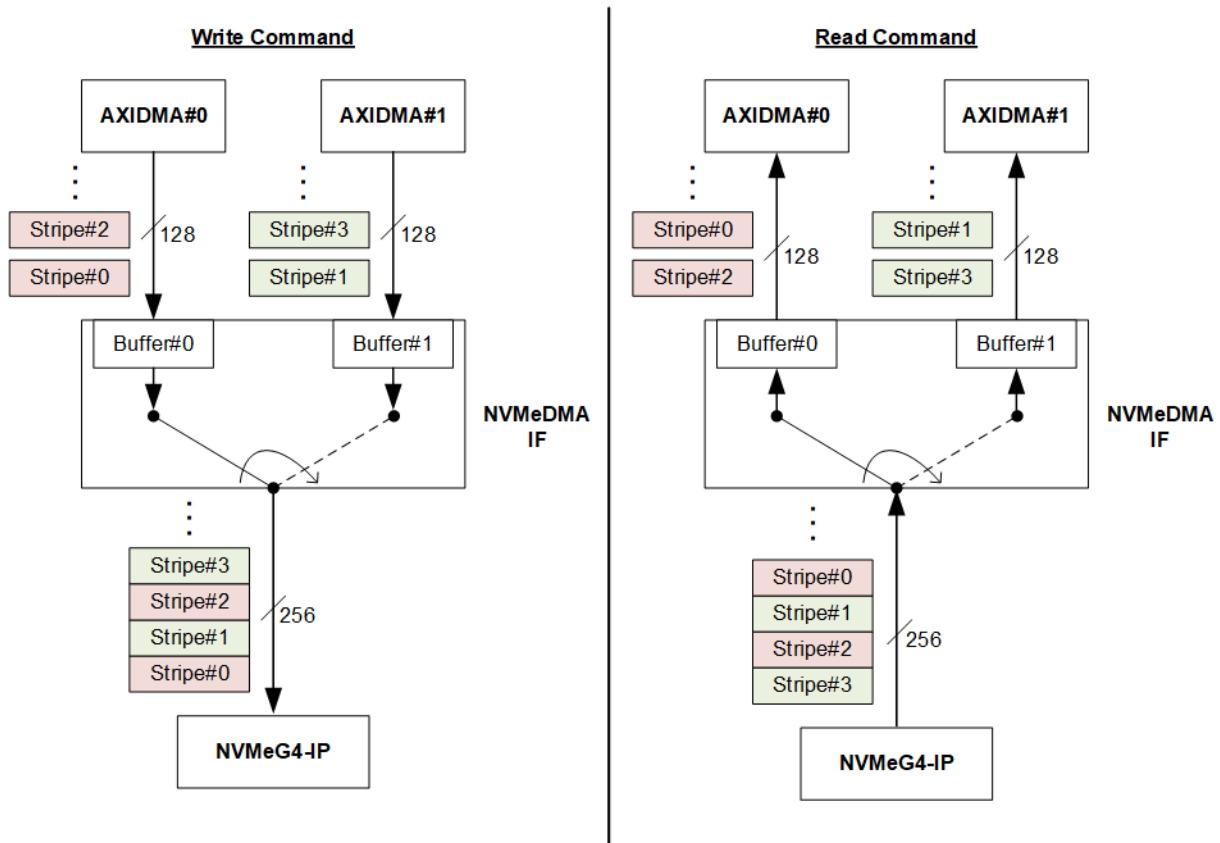 Write Command
AXIDMA#0
AXIDMA#1
Stripe#2
128
Stripe#3
128
Stripe#0
Stripe#1
Buffer#0
Buffer#1
NVMeDMA
IF
Stripe#3
Stripe#2
256
Stripe#1
Stripe#0
NVMeG4-IP
Read Command
AXIDMA#0
AXIDMA#1
Stripe#0
128
Stripe#1
128
Stripe#2
Stripe#3
Buffer#0
Buffer#1
NVMeDMA
IF
Stripe#0
Stripe#1
Stripe#2
256
Stripe#3
NVMeG4-IP